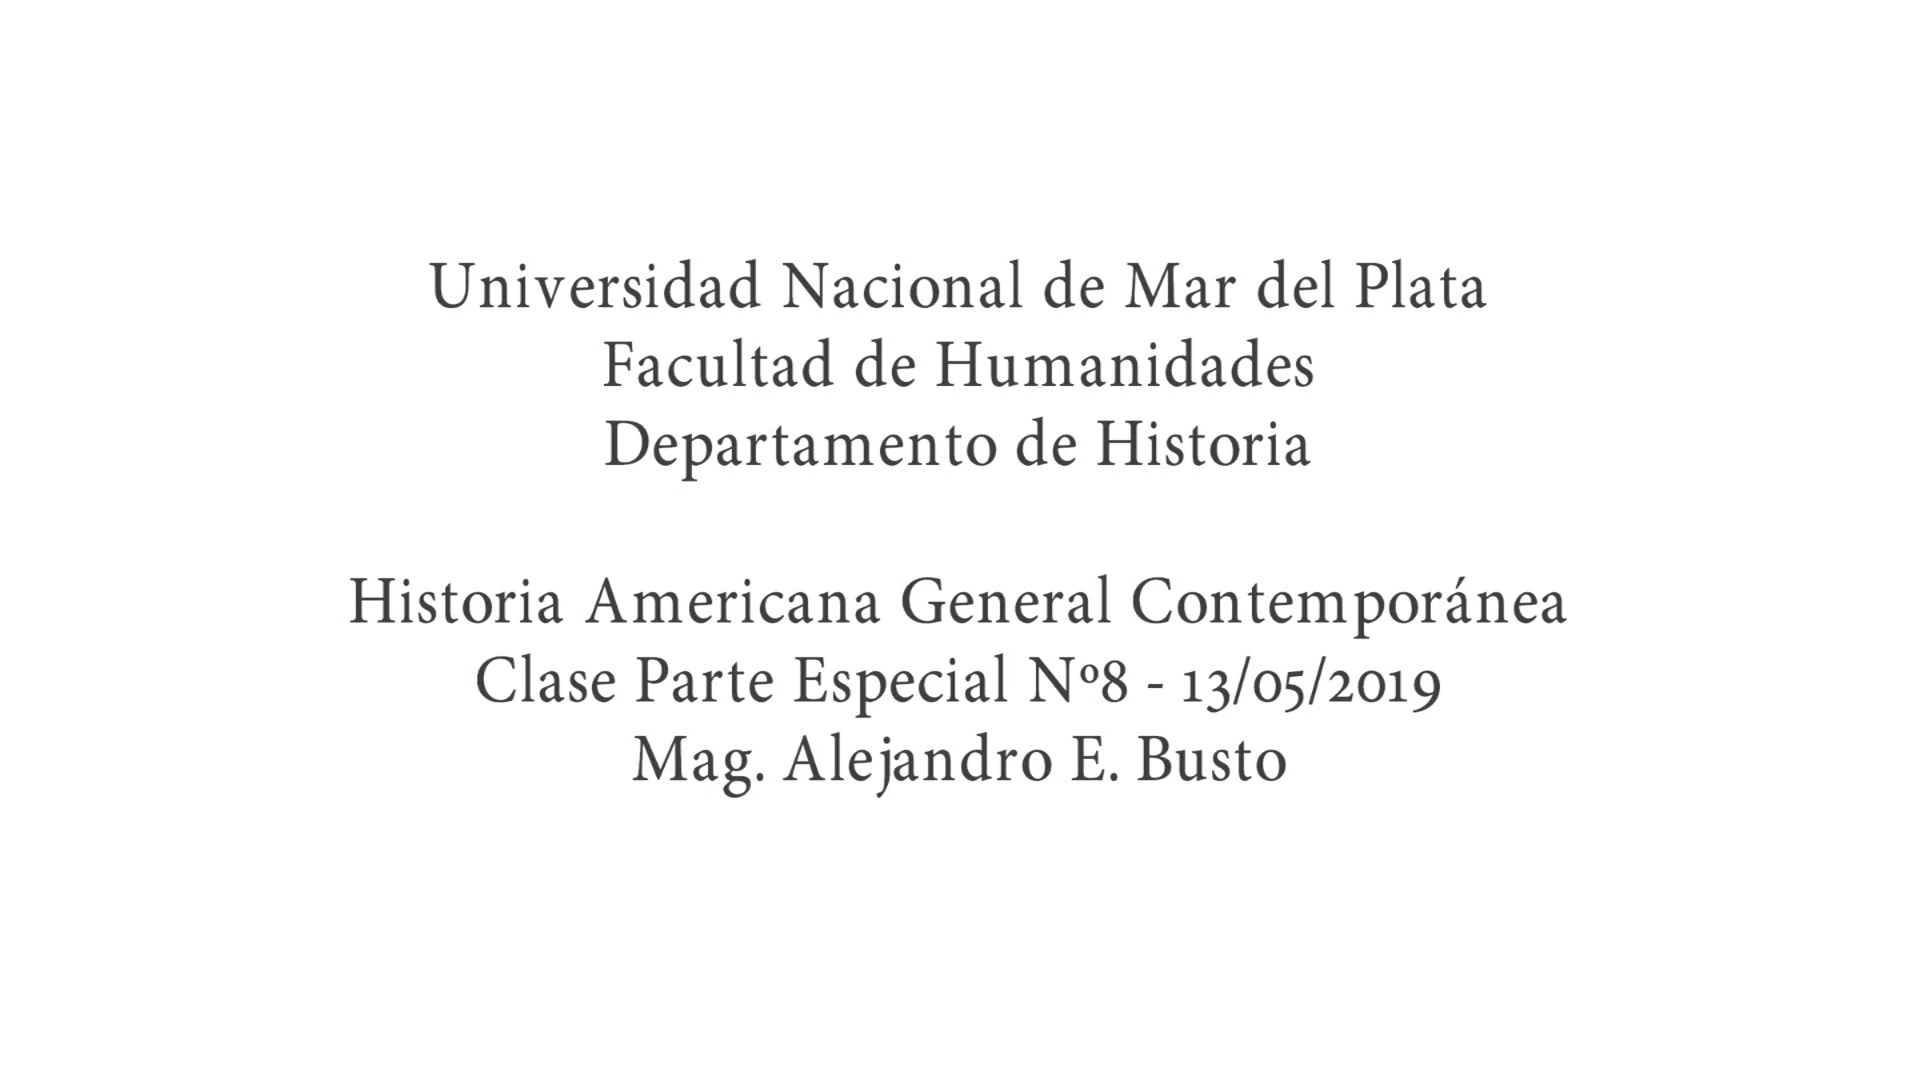 Universidad Nacional de Mar del Plata
Facultad de Humanidades
Departamento de Historia
Historia Americana General Contemporánea
Clase Parte Especial Nº8 - 13/05/2019
Mag. Alejandro E. Busto